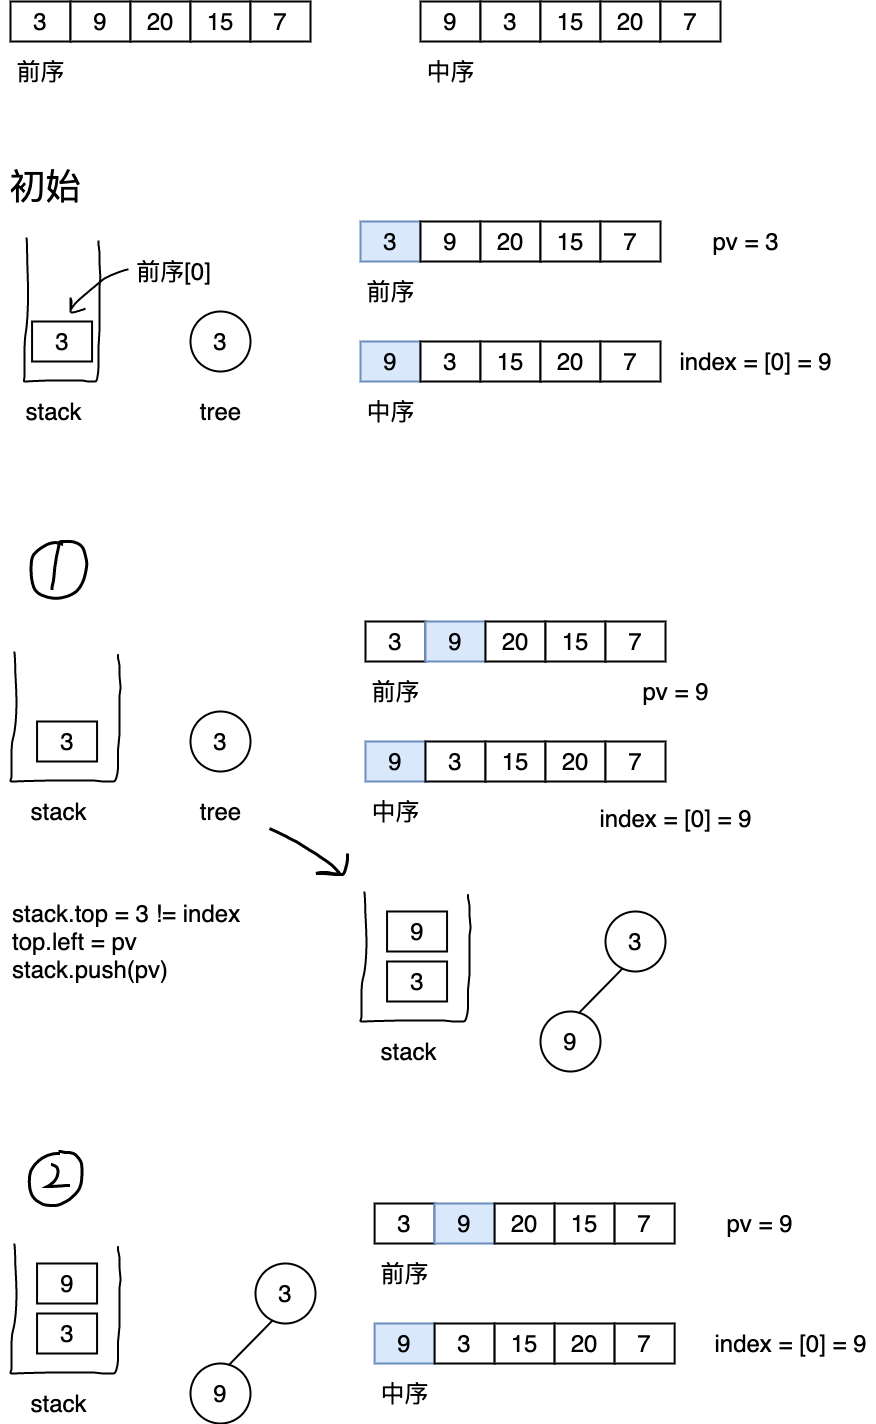 3 9 20 15 7
9 3 15 20 7
前序
中序
初始
3 9 20 15 7
pv = 3
前序[0]
前序
3
3
9 3 15 20 7
index = [0] = 9
stack
tree
中序
1
3 9 20 15 7
前序
pv = 9
3
3
9 3 15 20 7
stack
tree
中序
index = [0] = 9
stack.top = 3 != index
top.left = pv
stack.push(pv)
9
3
3
9
stack
2
3 9 20 15 7
pv = 9
前序
9
3
3
9 3 15 20 7
index = [0] = 9
9
中序
stack